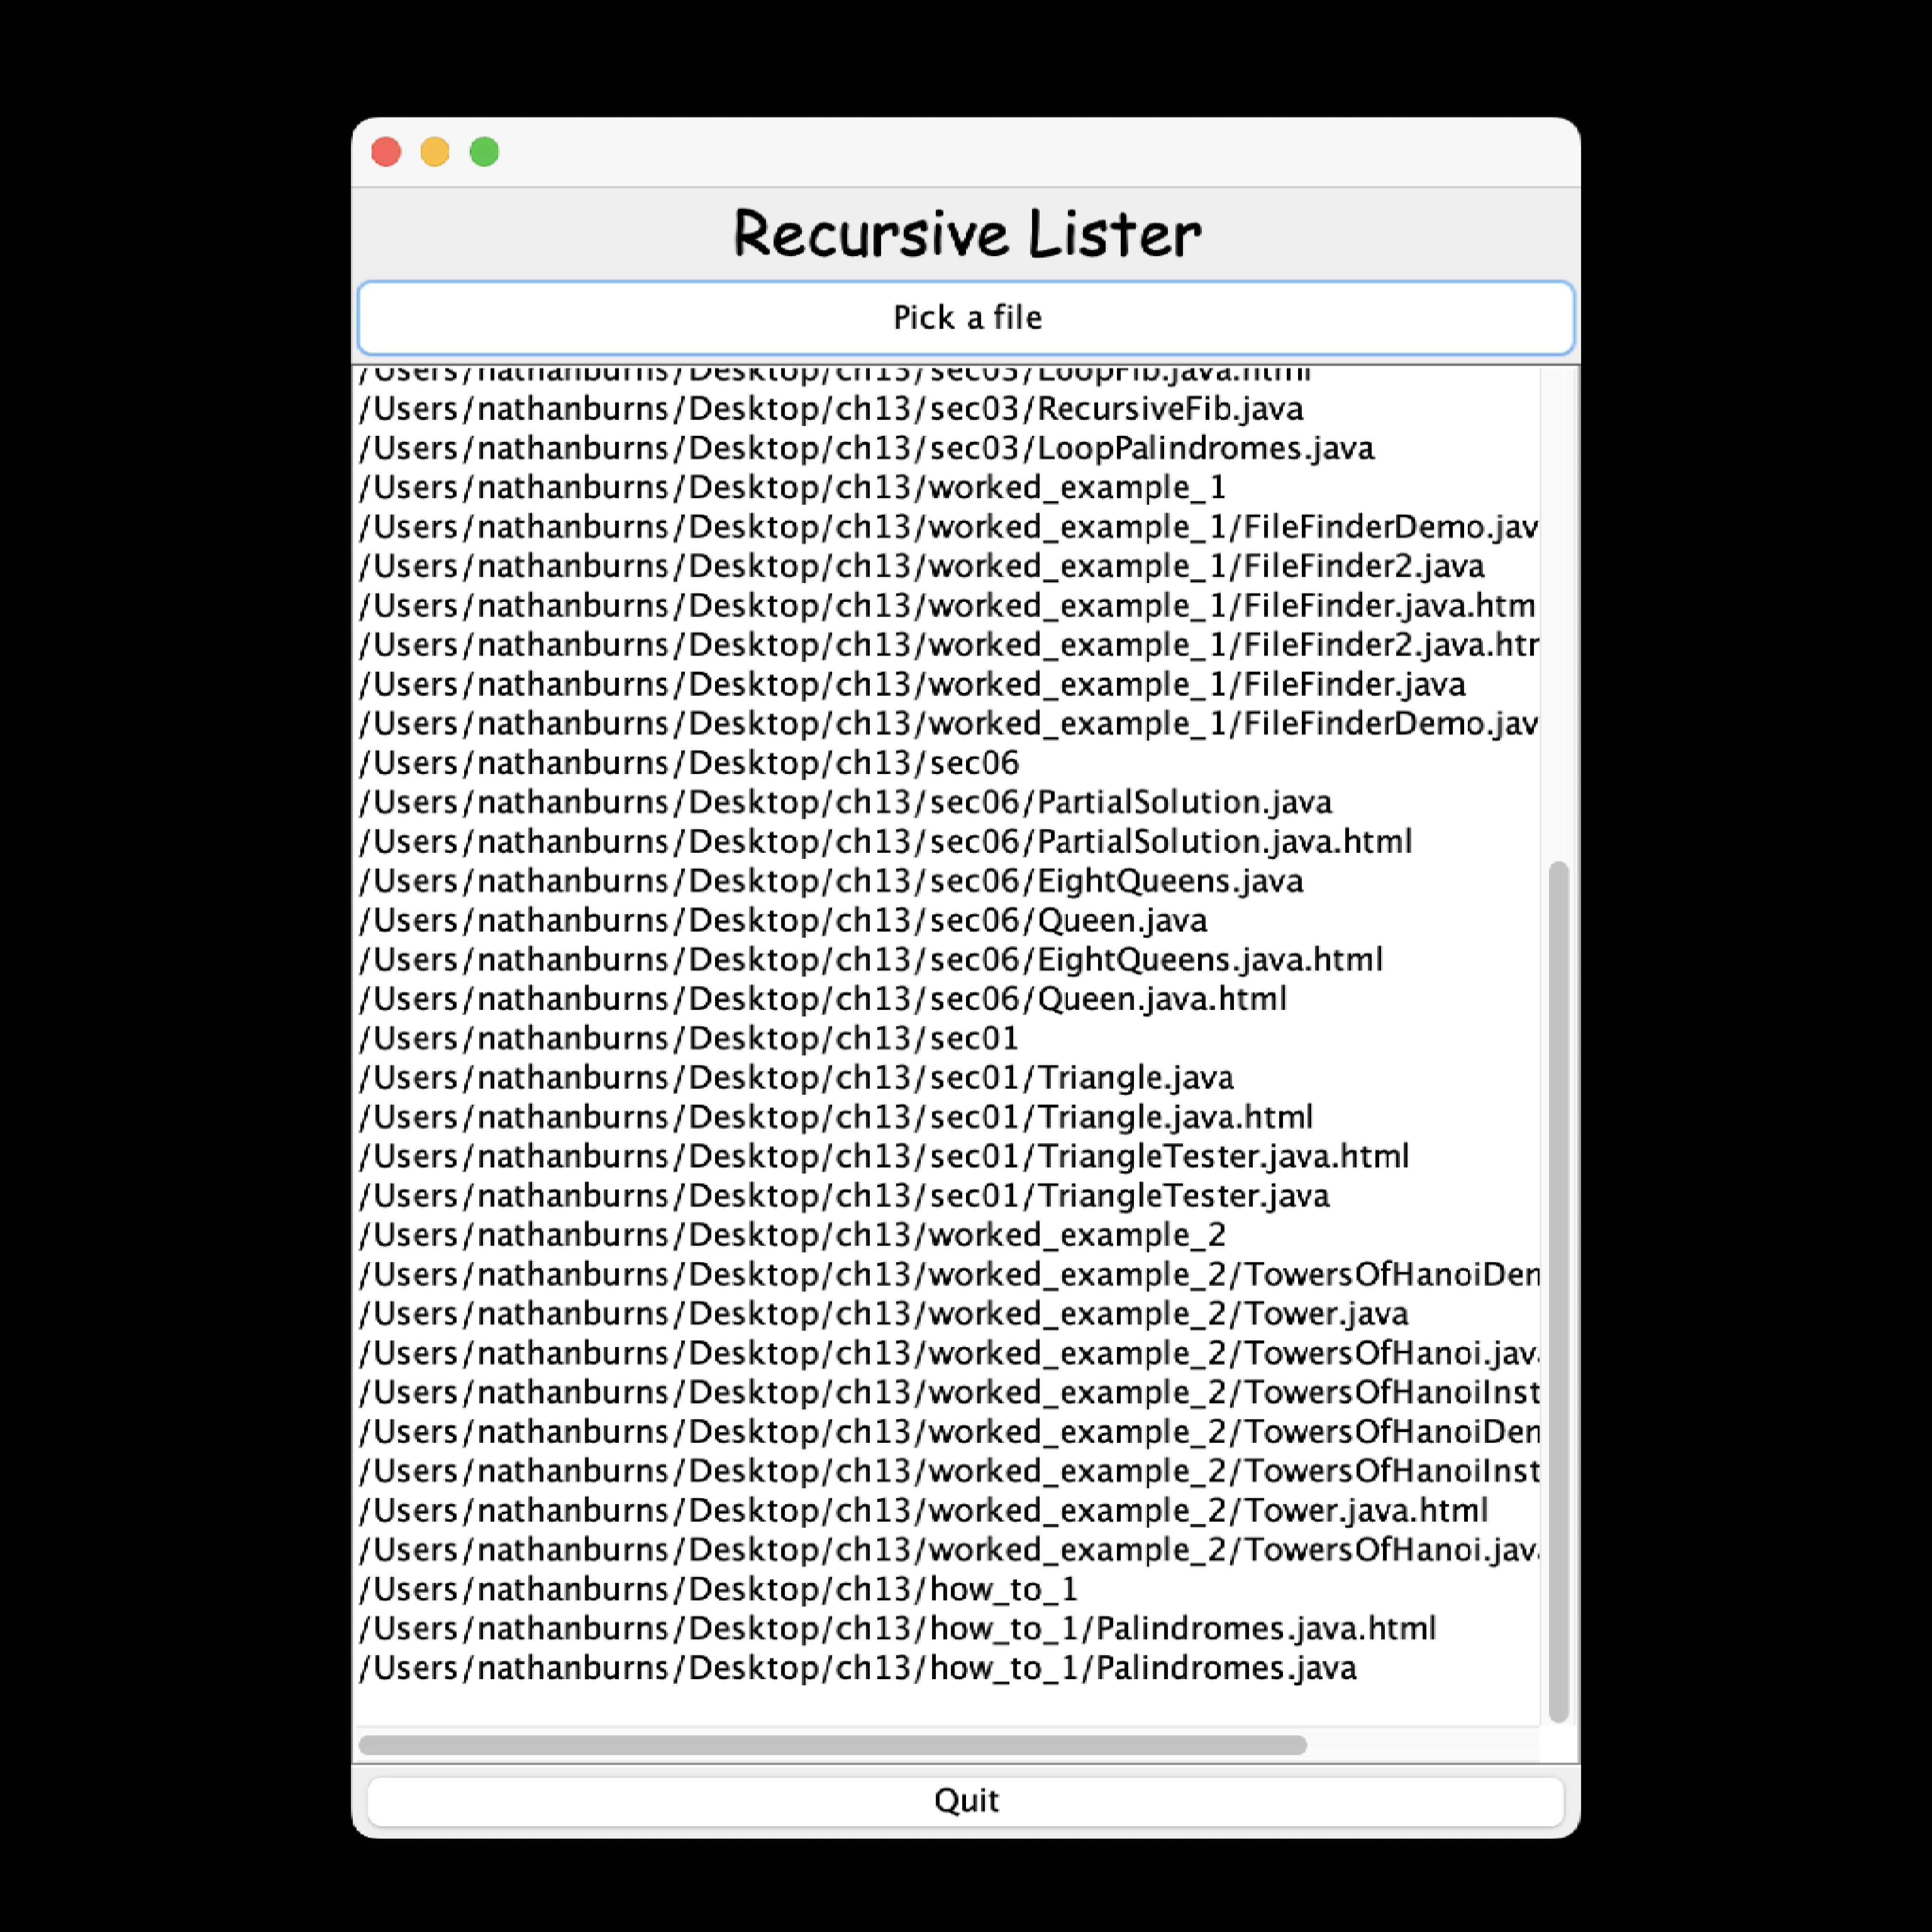 Recursive Lister
Pick a file
/Users/nathanburns/Desktop/ch13/sec03/LoopFib.java.html
/Users/nathanburns/Desktop/ch13/sec03/RecursiveFib.java
/Users/nathanburns/Desktop/ch13/sec03/LoopPalindromes.java
/Users/nathanburns/Desktop/ch13/worked_example_1
/Users/nathanburns/Desktop/ch13/worked_example_1/FileFinderDemo.jav
/Users/nathanburns/Desktop/ch13/worked_example_1/FileFinder2.java
/Users/nathanburns/Desktop/ch13/worked_example_1/FileFinder.java.htm
/Users/nathanburns/Desktop/ch13/worked_example_1/FileFinder2.java.ht
/Users/nathanburns/Desktop/ch13/worked_example_1/FileFinder.java
/Users/nathanburns/Desktop/ch13/worked_example_1/FileFinderDemo.jav
/Users/nathanburns/Desktop/ch13/sec06
/Users/nathanburns/Desktop/ch13/sec06/PartialSolution.java
/Users/nathanburns/Desktop/ch13/sec06/PartialSolution.java.html
/Users/nathanburns/Desktop/ch13/sec06/EightQueens.java
/Users/nathanburns/Desktop/ch13/sec06/Queen.java
/Users/nathanburns/Desktop/ch13/sec06/EightQueens.java.html
/Users/nathanburns/Desktop/ch13/sec06/Queen.java.html
/Users/nathanburns/Desktop/ch13/sec01
/Users/nathanburns/Desktop/ch13/sec01/Triangle.java
/Users/nathanburns/Desktop/ch13/sec01/Triangle.java.html
/Users/nathanburns/Desktop/ch13/sec01/TriangleTester.java.html
/Users/nathanburns/Desktop/ch13/sec01/TriangleTester.java
/Users/nathanburns/Desktop/ch13/worked_example_2
/Users/nathanburns/Desktop/ch13/worked_example_2/TowersOfHanoiDe
/Users/nathanburns/Desktop/ch13/worked_example_2/Tower.java
/Users/nathanburns/Desktop/ch13/worked_example_2/TowersOfHanoi.jav
/Users/nathanburns/Desktop/ch13/worked_example_2/TowersOfHanoiInst
/Users/nathanburns/Desktop/ch13/worked_example_2/TowersOfHanoiDe
/Users/nathanburns/Desktop/ch13/worked_example_2/TowersOfHanoiInst
/Users/nathanburns/Desktop/ch13/worked_example_2/Tower.java.html
/Users/nathanburns/Desktop/ch13/worked_example_2/TowersOfHanoi.jav
/Users/nathanburns/Desktop/ch13/how_to_1
/Users/nathanburns/Desktop/ch13/how_to_1/Palindromes.java.html
/Users/nathanburns/Desktop/ch13/how_to_1/Palindromes.java
Quit